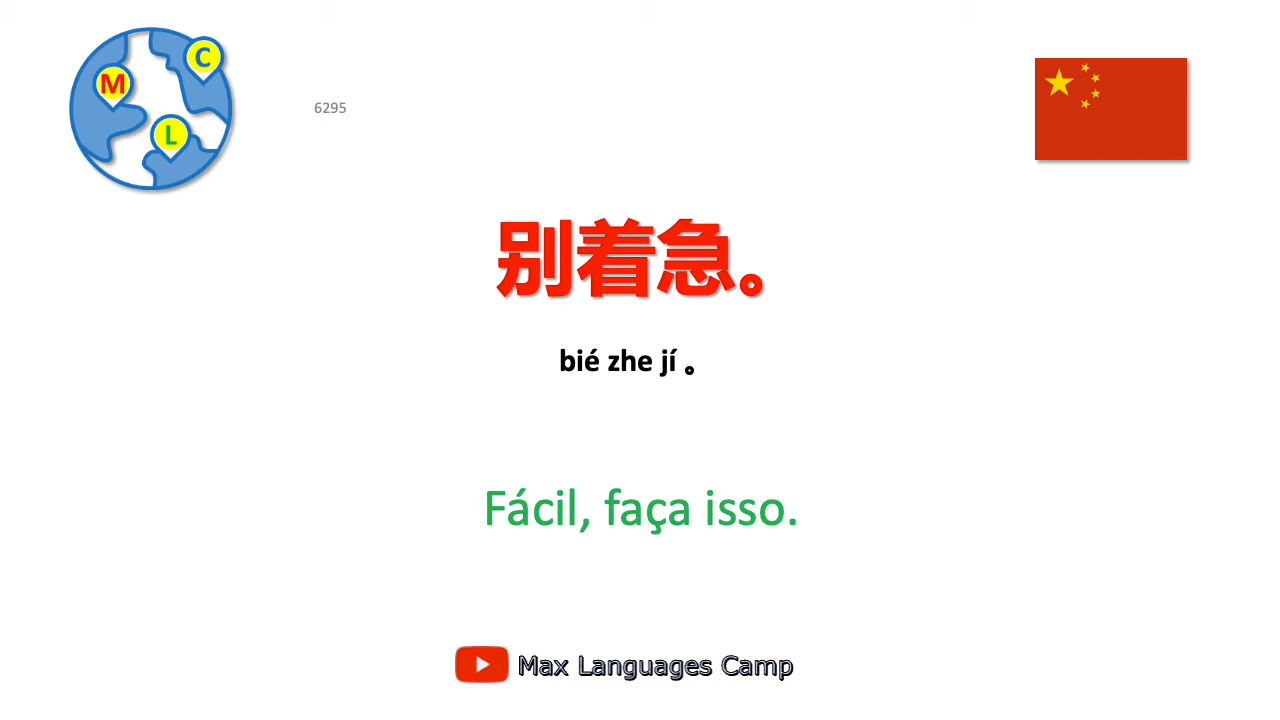 C
M
L
6295
别着急。
bié zhe jí 。
Fácil, faça isso.
Max Languages Camp